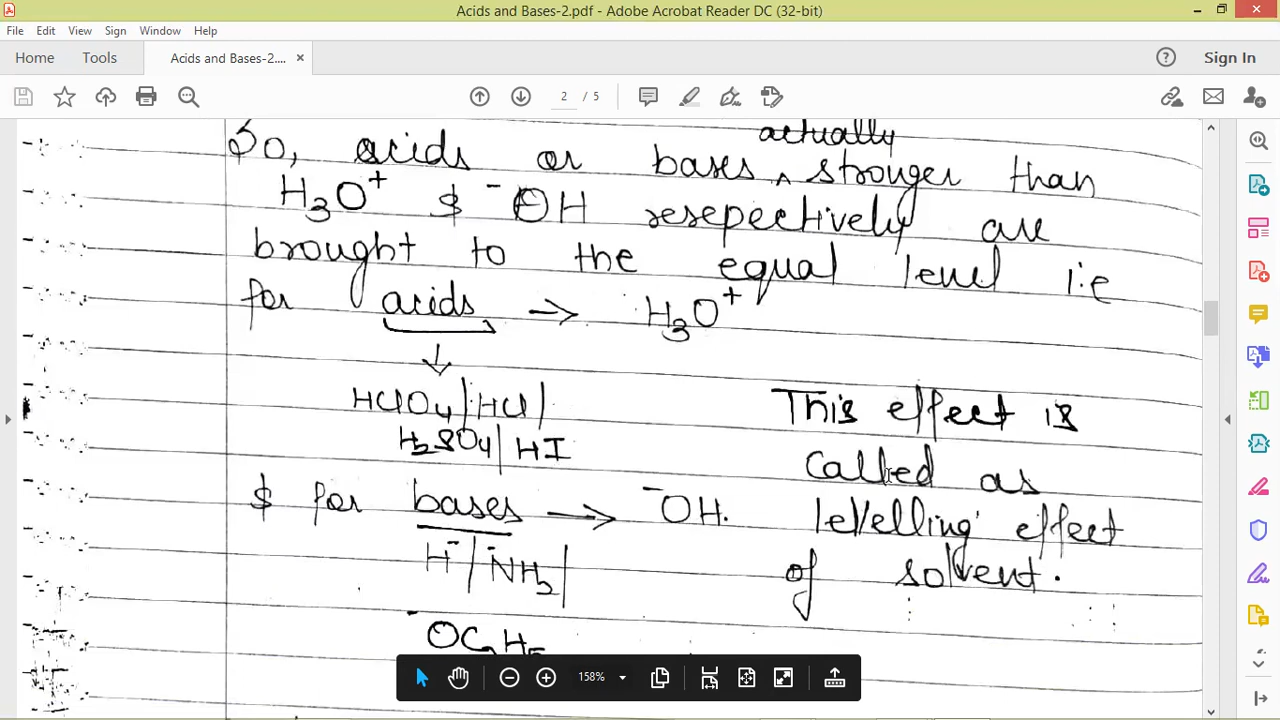 Acids and Bases-2.pdf - Adobe Acrobat Reader DC (32-bit)
File Edit View Sign Window Help
Home Tools Acids and Bases-2.... × Sign In
2 / 5
actually
So, acids or bases ^ stronger than
H3O+ $ -OH resepectively are
brought to the equal level i.e
for acids -> H3O+
↓
HClO4 | HCl |
H2SO4 | HI
This effect is
called as
levelling effect
of solvent.
$ for bases -> -OH.
H- | -NH2 |
-OC2H5
158%